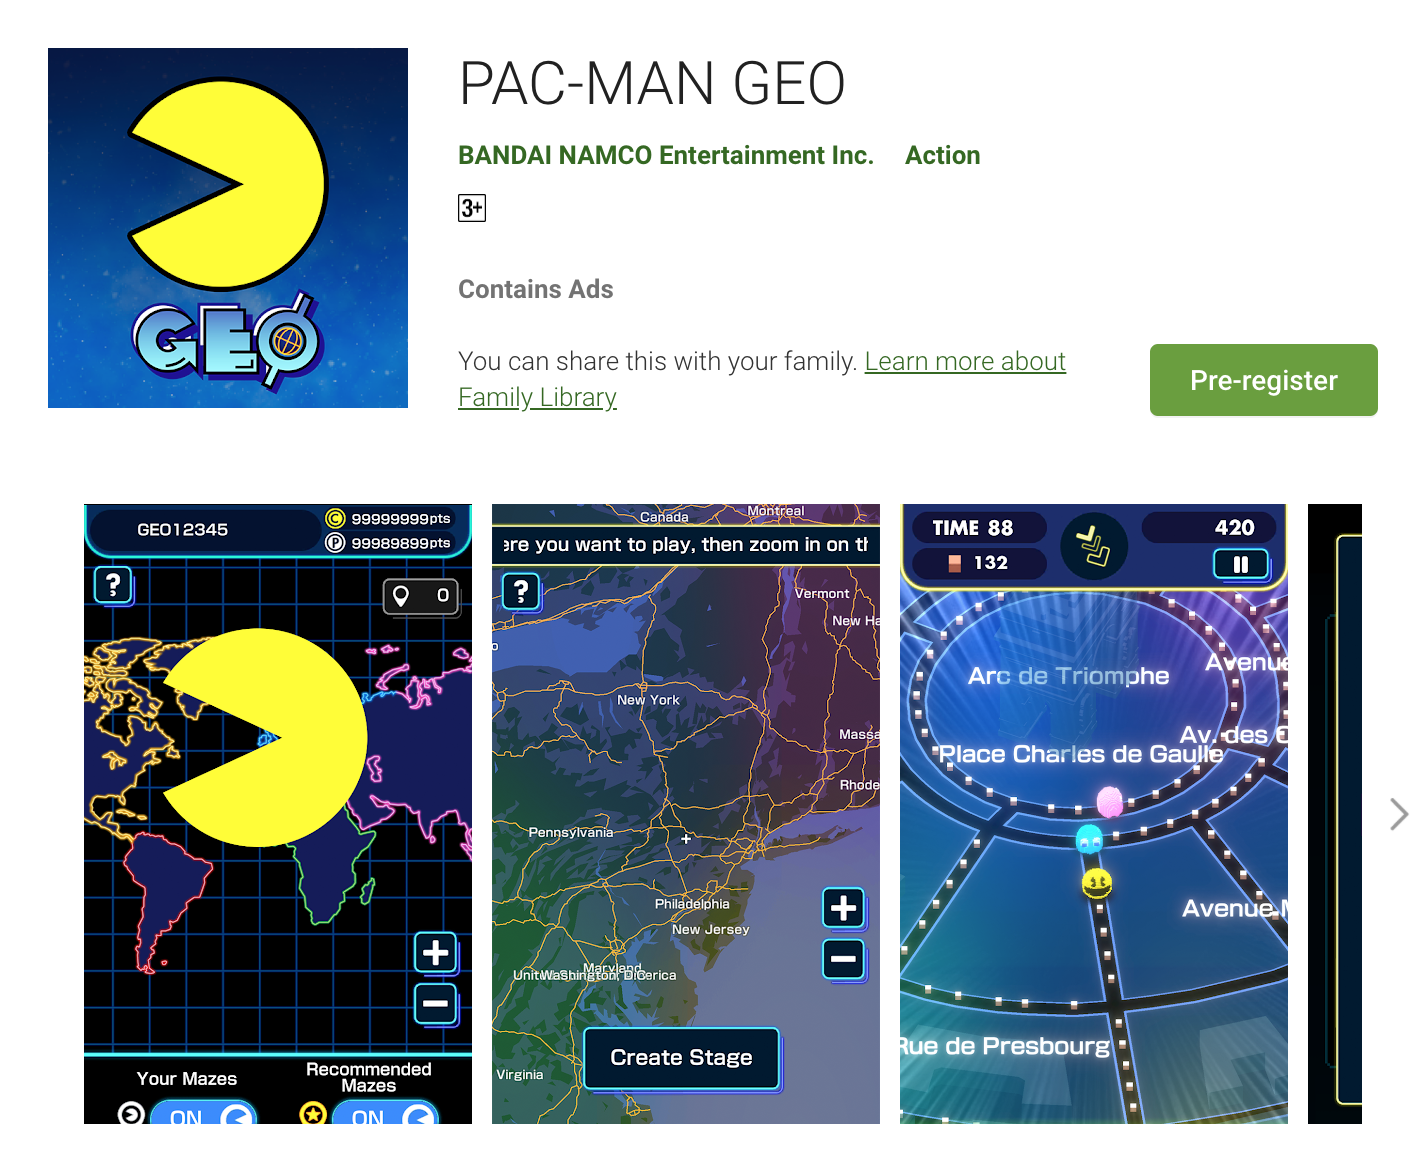 PAC-MAN GEO
BANDAI NAMCO Entertainment Inc. Action
3+
Contains Ads
You can share this with your family. Learn more about
Family Library
Pre-register
GEO
GEO12345
99999999pts
99989899pts
?
0
+
−
Your Mazes
Recommended
Mazes
ON
ON
Canada
Montreal
ere you want to play, then zoom in on th
?
Vermont
New Ha
o
New York
Massa
Rhode
Pennsylvania
Philadelphia
New Jersey
Maryland
Washington, D.C.
+
−
Create Stage
Virginia
TIME 88
420
132
Arc de Triomphe
Avenue
Av. des
Place Charles de Gaulle
Avenue
Rue de Presbourg